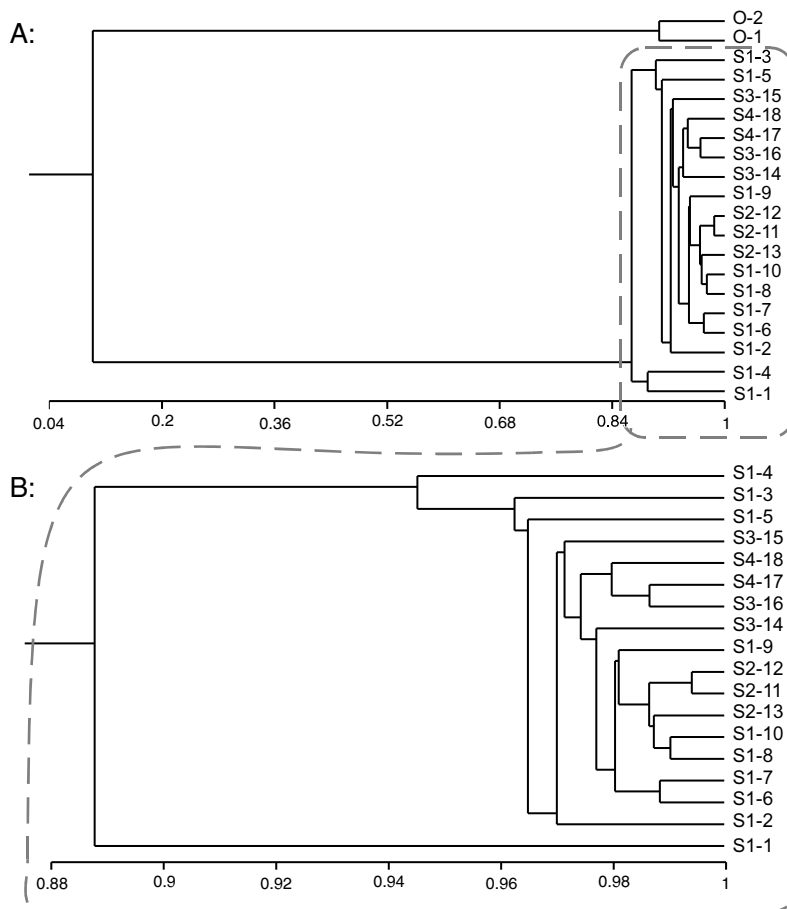 A:
O-2
O-1
S1-3
S1-5
S3-15
S4-18
S4-17
S3-16
S3-14
S1-9
S2-12
S2-11
S2-13
S1-10
S1-8
S1-7
S1-6
S1-2
S1-4
S1-1
0.04 0.2 0.36 0.52 0.68 0.84 1
B:
S1-4
S1-3
S1-5
S3-15
S4-18
S4-17
S3-16
S3-14
S1-9
S2-12
S2-11
S2-13
S1-10
S1-8
S1-7
S1-6
S1-2
S1-1
0.88 0.9 0.92 0.94 0.96 0.98 1